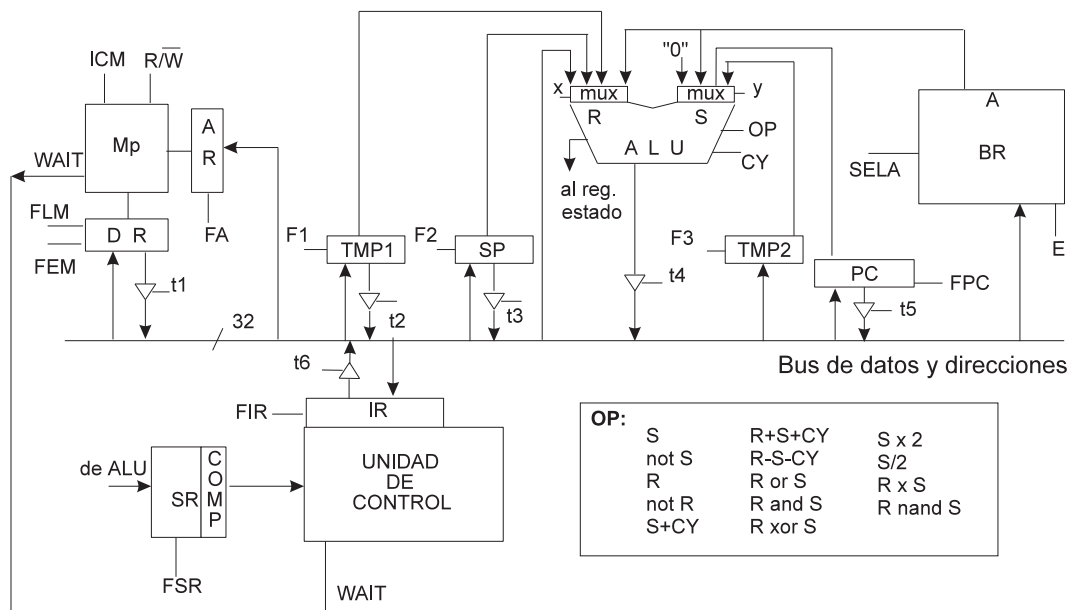 "0"
ICM
R/W̅
x
mux
mux
y
A
R
Mp
R
S
A L U
OP
CY
A
BR
WAIT
SELA
al reg.
estado
FLM
FEM
D R
FA
F1
TMP1
F2
SP
F3
TMP2
E
PC
FPC
t1
t2
t3
t4
t5
32
Bus de datos y direcciones
t6
FIR
IR
UNIDAD
DE
CONTROL
de ALU
SR
C
O
M
P
FSR
WAIT
OP:
S
not S
R
not R
S+CY
R+S+CY
R-S-CY
R or S
R and S
R xor S
S x 2
S/2
R x S
R nand S